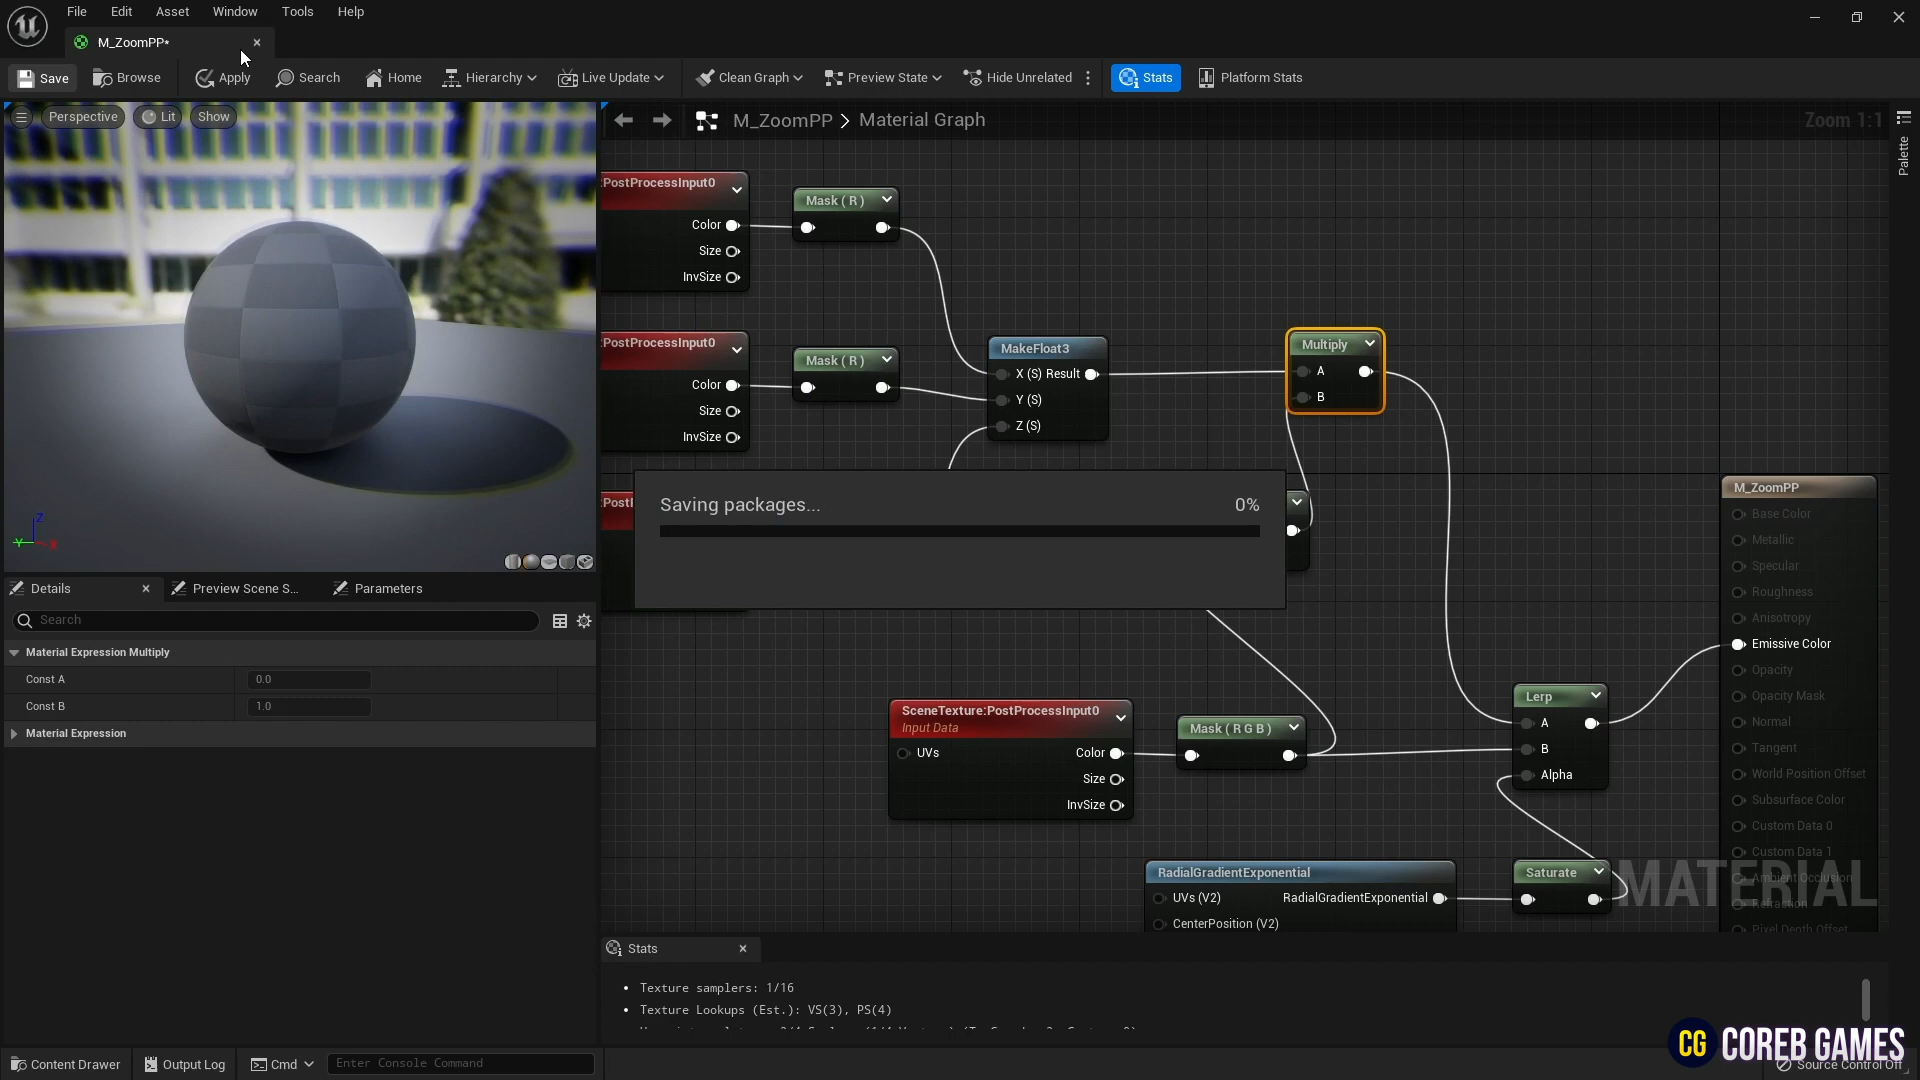 File Edit Asset Window Tools Help
M_ZoomPP*
Save Browse Apply Search Home Hierarchy Live Update Clean Graph Preview State Hide Unrelated Stats Platform Stats
Perspective Lit Show
M_ZoomPP > Material Graph
Zoom 1:1
Palette
:PostProcessInput0
Color
Size
InvSize
Mask ( R )
:PostProcessInput0
Color
Size
InvSize
Mask ( R )
MakeFloat3
X (S) Result
Y (S)
Z (S)
Multiply
A
B
Saving packages... 0%
M_ZoomPP
Base Color
Metallic
Specular
Roughness
Anisotropy
Emissive Color
Opacity
Opacity Mask
Normal
Tangent
World Position Offset
Subsurface Color
Custom Data 0
Custom Data 1
Ambient Occlusion
Refraction
Pixel Depth Offset
Lerp
A
B
Alpha
SceneTexture:PostProcessInput0
Input Data
UVs Color
Size
InvSize
Mask ( R G B )
RadialGradientExponential
UVs (V2) RadialGradientExponential
CenterPosition (V2)
Saturate
MATERIAL
Z
Y
Details Preview Scene S... Parameters
Search
Material Expression Multiply
Const A 0.0
Const B 1.0
Material Expression
Stats
• Texture samplers: 1/16
• Texture Lookups (Est.): VS(3), PS(4)
Content Drawer Output Log Cmd Enter Console Command
CG COREB GAMES
Source Control Off